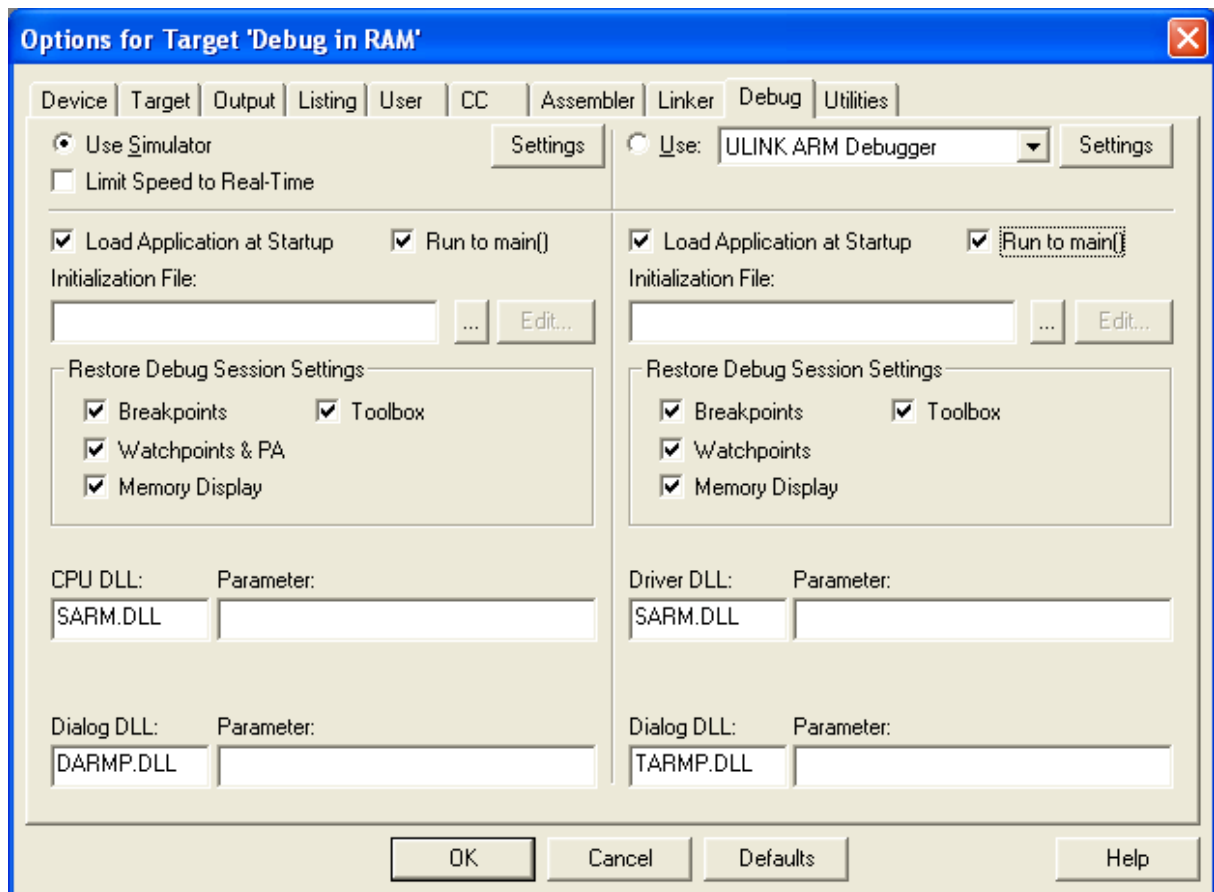 Options for Target 'Debug in RAM'
Device Target Output Listing User CC Assembler Linker Debug Utilities
Use Simulator Settings Use: ULINK ARM Debugger Settings
Limit Speed to Real-Time
Load Application at Startup Run to main() Load Application at Startup Run to main()
Initialization File: Initialization File:
... Edit... ... Edit...
Restore Debug Session Settings Restore Debug Session Settings
Breakpoints Toolbox Breakpoints Toolbox
Watchpoints & PA Watchpoints
Memory Display Memory Display
CPU DLL: Parameter: Driver DLL: Parameter:
SARM.DLL SARM.DLL
Dialog DLL: Parameter: Dialog DLL: Parameter:
DARMP.DLL TARMP.DLL
OK Cancel Defaults Help